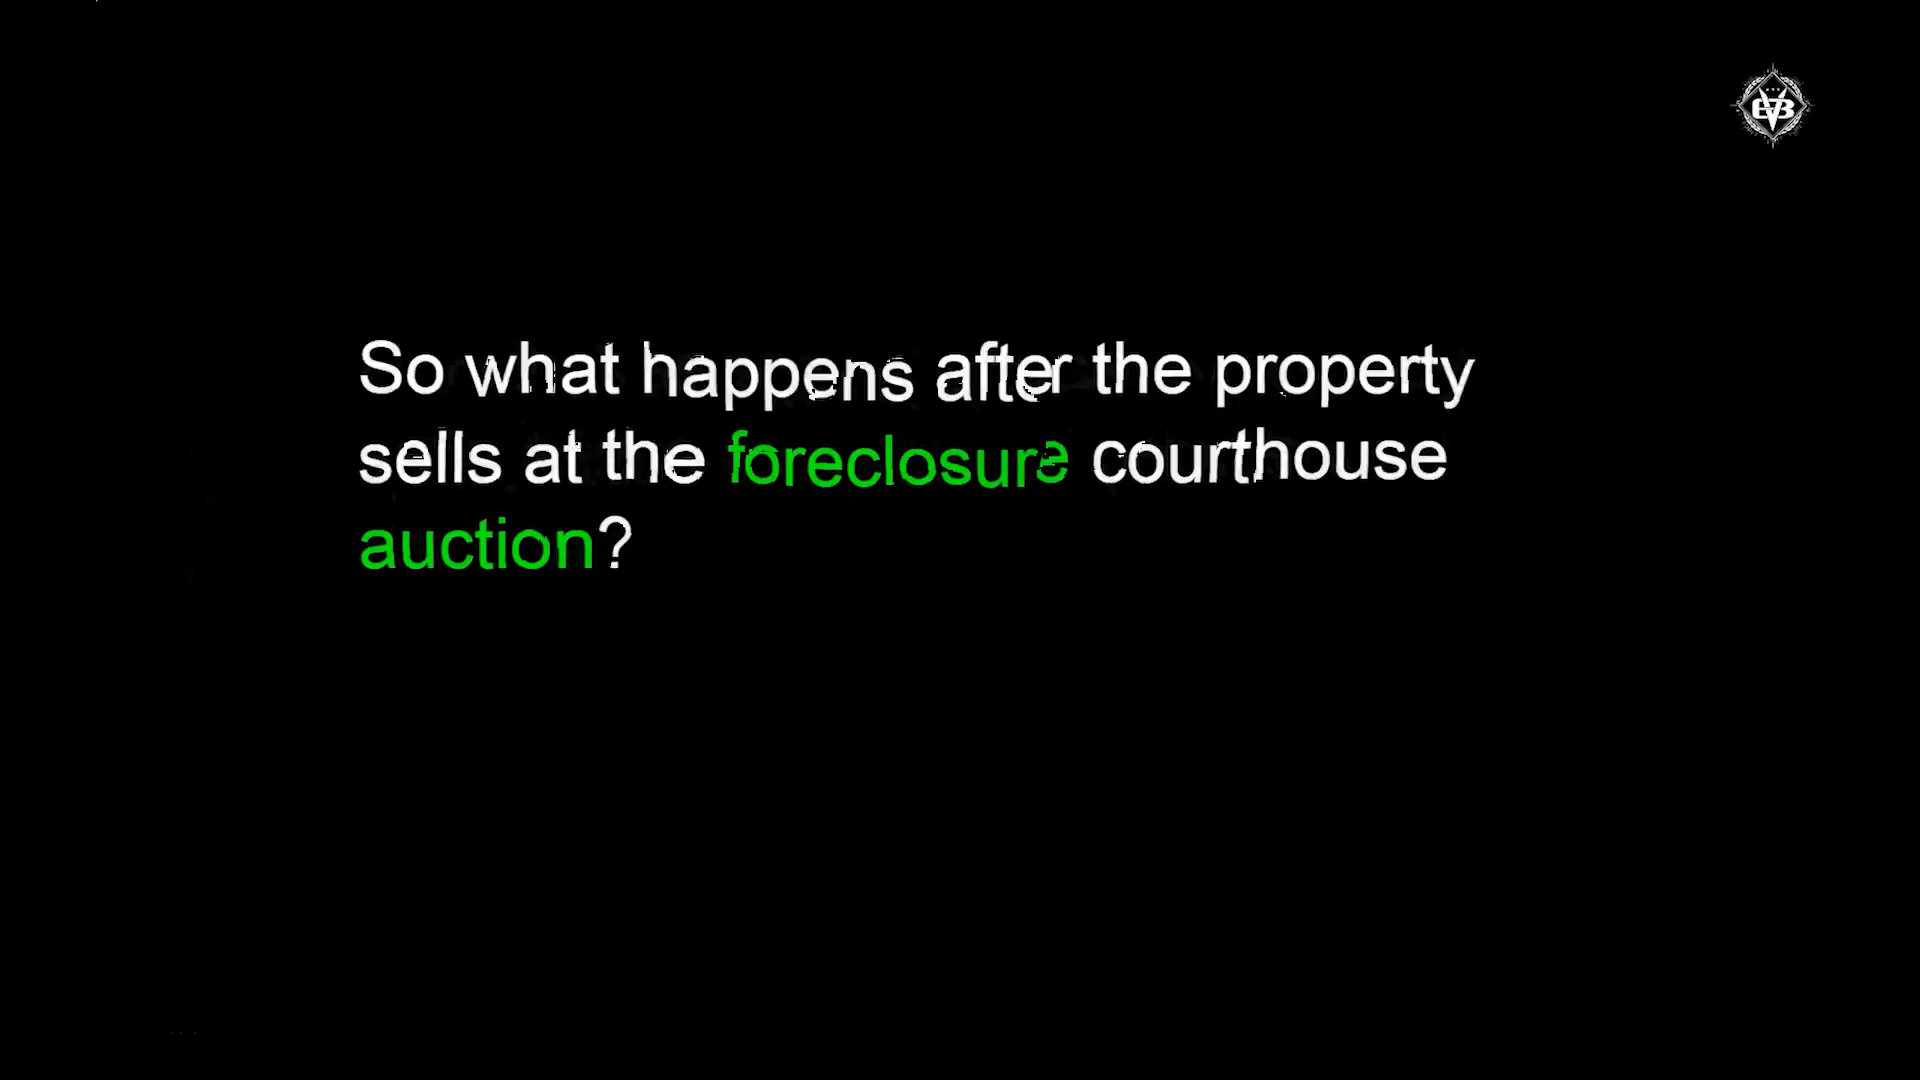 So what happens after the property
sells at the foreclosure courthouse
auction?